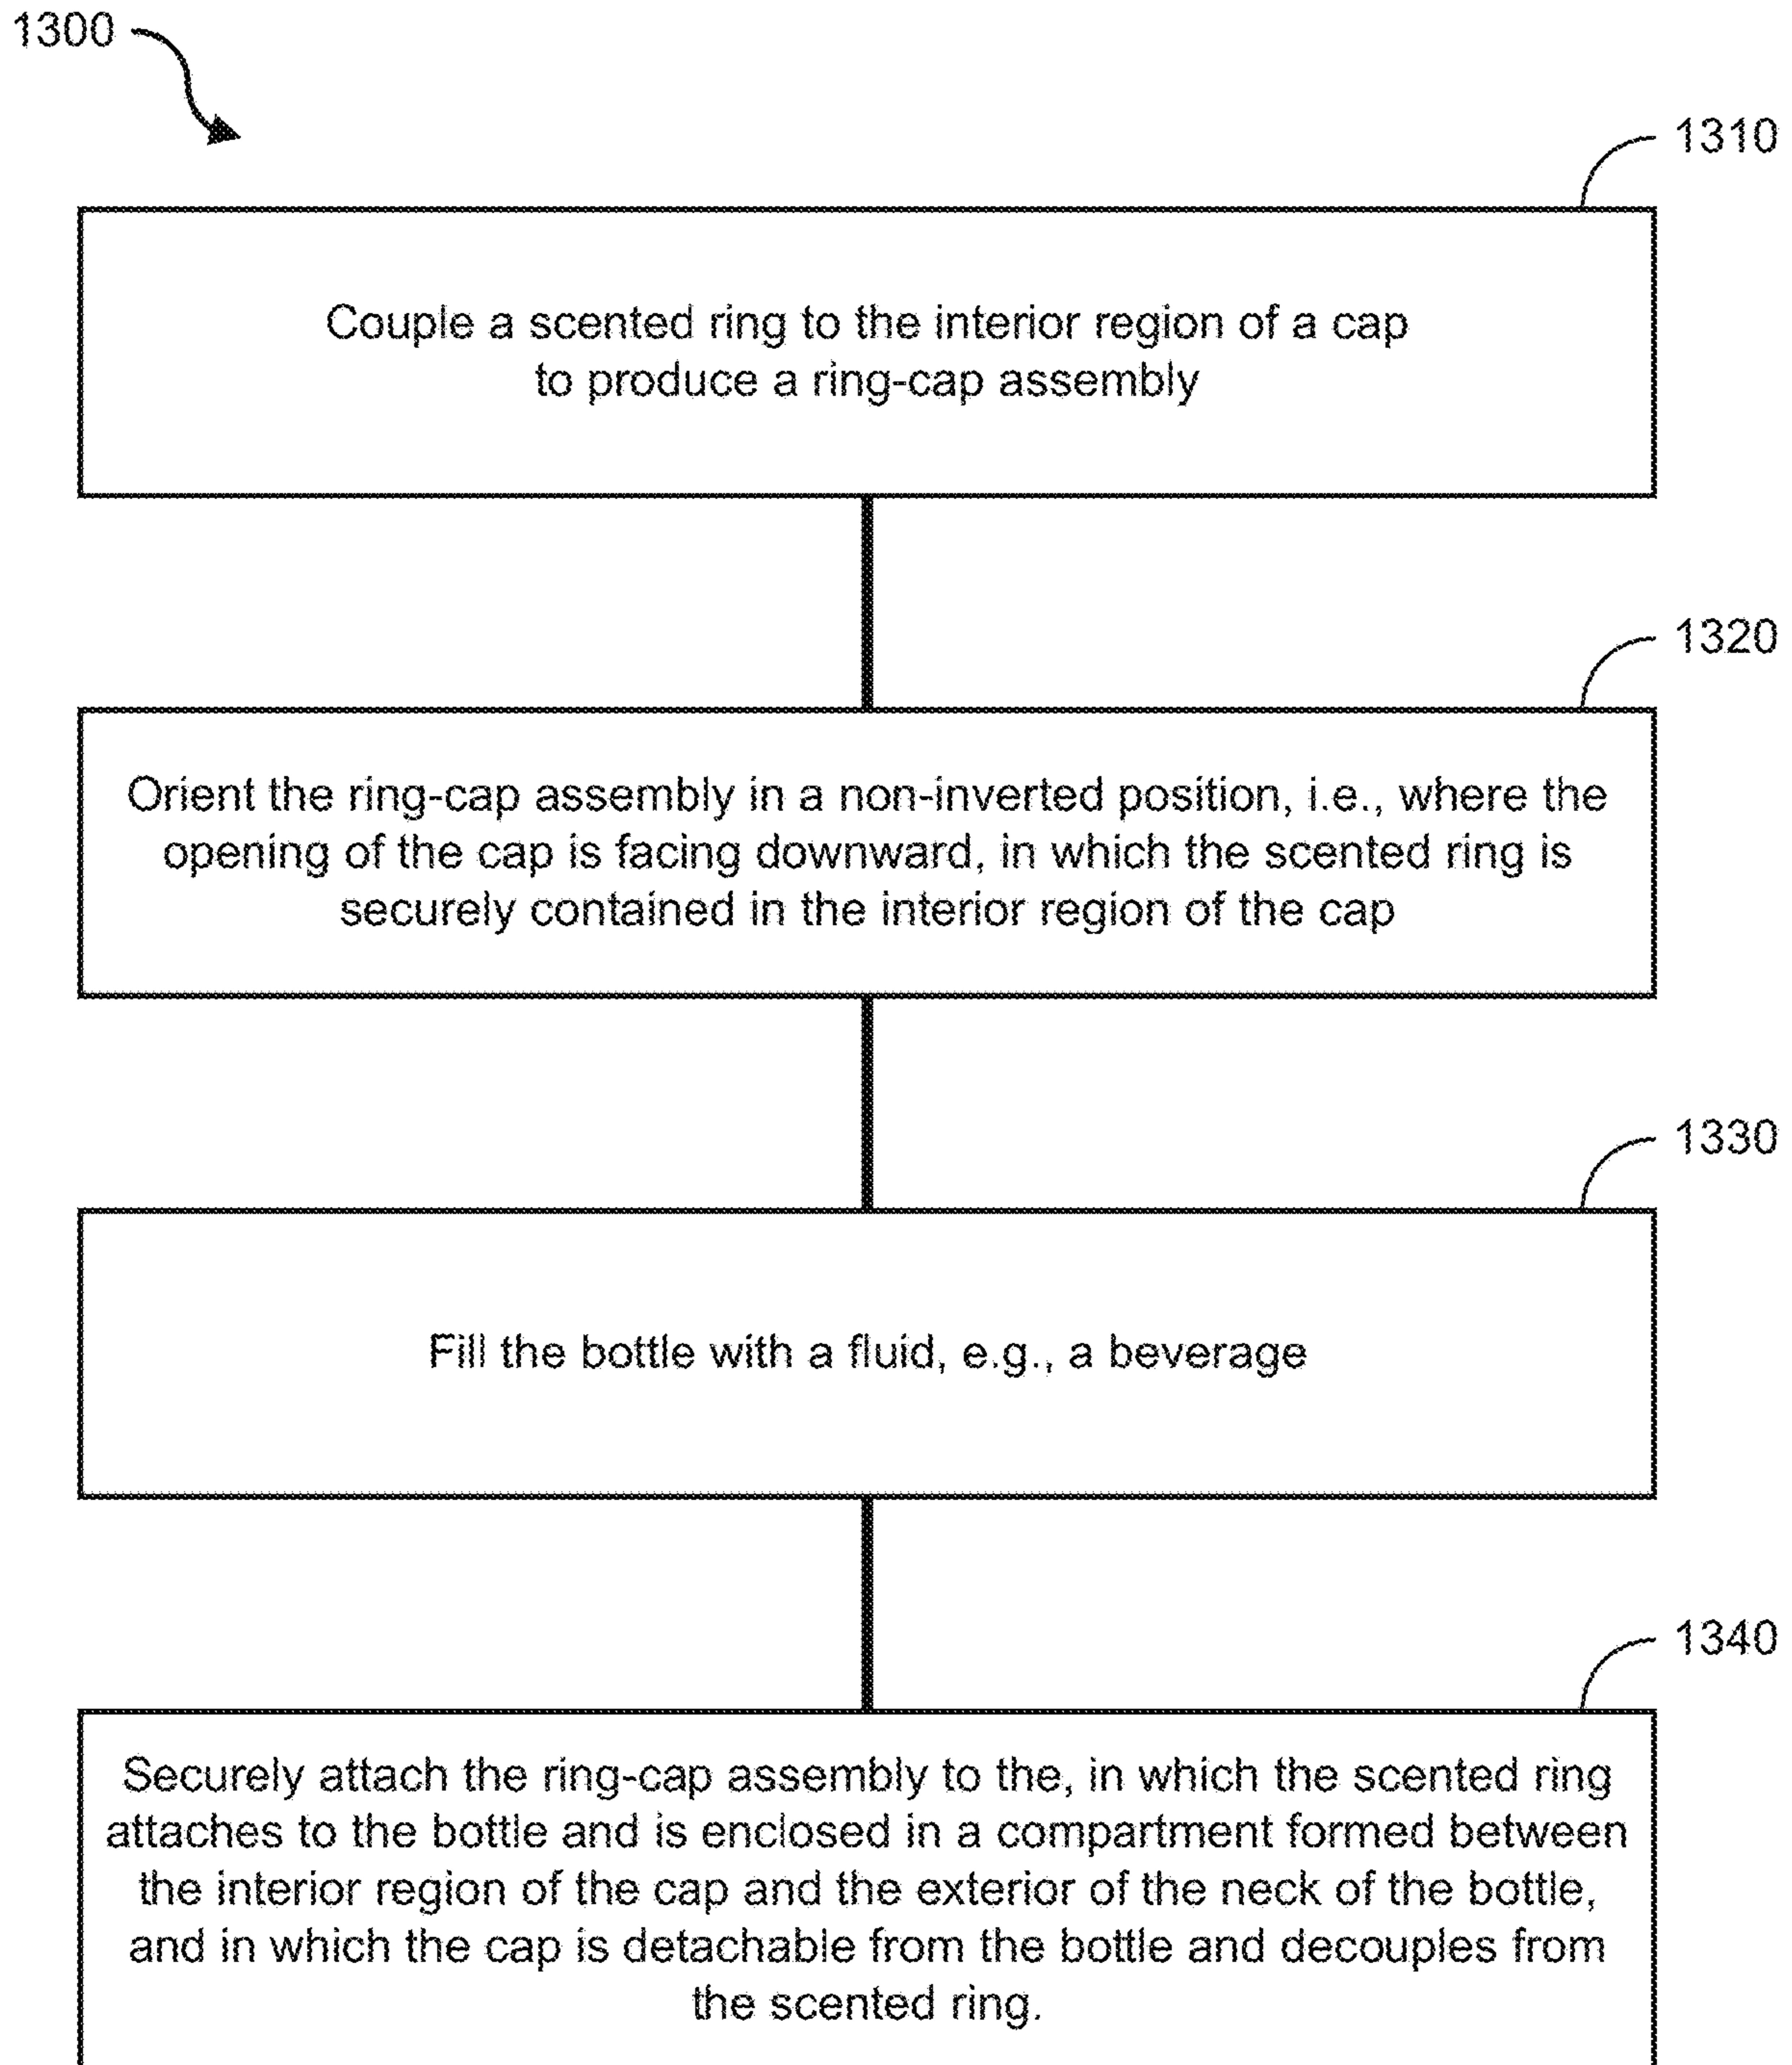 1300
1310
Couple a scented ring to the interior region of a cap
to produce a ring-cap assembly
1320
Orient the ring-cap assembly in a non-inverted position, i.e., where the
opening of the cap is facing downward, in which the scented ring is
securely contained in the interior region of the cap
1330
Fill the bottle with a fluid, e.g., a beverage
1340
Securely attach the ring-cap assembly to the, in which the scented ring
attaches to the bottle and is enclosed in a compartment formed between
the interior region of the cap and the exterior of the neck of the bottle,
and in which the cap is detachable from the bottle and decouples from
the scented ring.